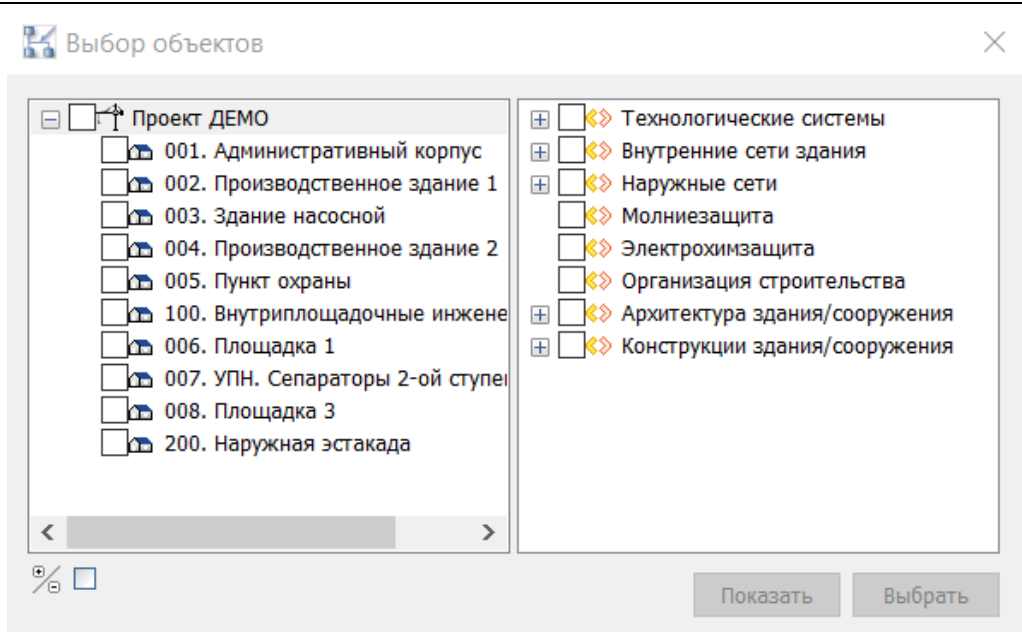 Выбор объектов
Проект ДЕМО
001. Административный корпус
002. Производственное здание 1
003. Здание насосной
004. Производственное здание 2
005. Пункт охраны
100. Внутриплощадочные инжене
006. Площадка 1
007. УПН. Сепараторы 2-ой ступе
008. Площадка 3
200. Наружная эстакада
Технологические системы
Внутренние сети здания
Наружные сети
Молниезащита
Электрохимзащита
Организация строительства
Архитектура здания/сооружения
Конструкции здания/сооружения
Показать
Выбрать